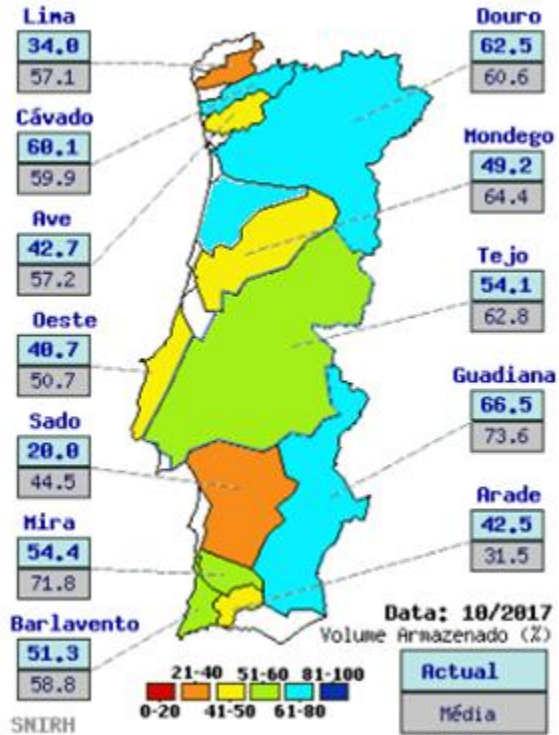 Lima
34.0
57.1
Cávado
60.1
59.9
Ave
42.7
57.2
Oeste
40.7
50.7
Sado
20.0
44.5
Mira
54.4
71.8
Barlavento
51.3
58.8
SNIRH
Douro
62.5
60.6
Mondego
49.2
64.4
Tejo
54.1
62.8
Guadiana
66.5
73.6
Arade
42.5
31.5
Data: 10/2017
Volume Armazenado (%)
Actual
Média
21-40 51-60 81-100
0-20 41-50 61-80